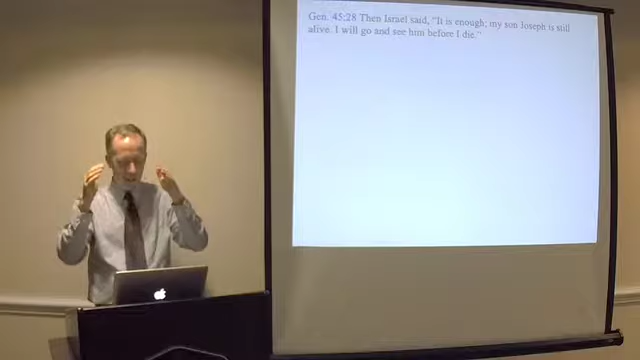 Gen. 45:28 Then Israel said, "It is enough; my son Joseph is still
alive. I will go and see him before I die."